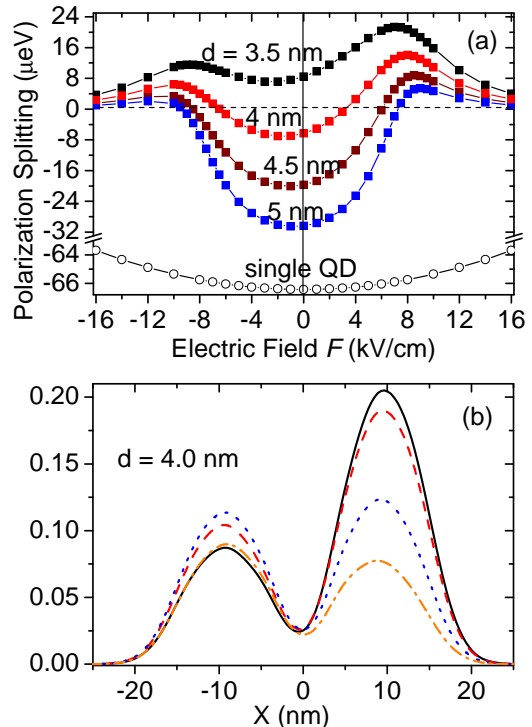 24
16
8
0
-8
-16
-24
-32
-64
-66
Polarization Splitting (μeV)
(a)
d = 3.5 nm
4 nm
4.5 nm
5 nm
single QD
-16 -12 -8 -4 0 4 8 12 16
Electric Field F (kV/cm)
0.20
0.15
0.10
0.05
0.00
(b)
d = 4.0 nm
-20 -10 0 10 20
X (nm)